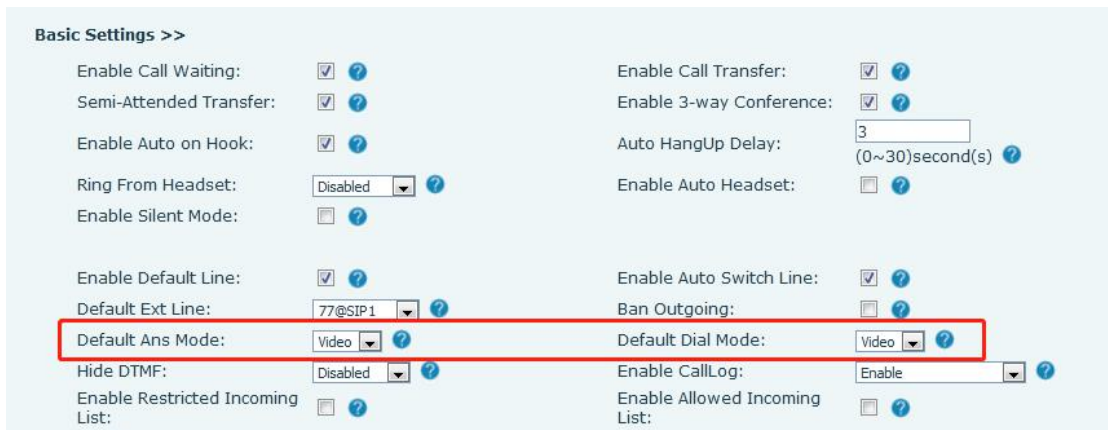 Basic Settings >>
Enable Call Waiting: ? Enable Call Transfer: ?
Semi-Attended Transfer: ? Enable 3-way Conference: ?
Enable Auto on Hook: ? Auto HangUp Delay: 3
(0~30)second(s) ?
Ring From Headset: Disabled ? Enable Auto Headset: ?
Enable Silent Mode: ?
Enable Default Line: ? Enable Auto Switch Line: ?
Default Ext Line: 77@SIP1 ? Ban Outgoing: ?
Default Ans Mode: Video ? Default Dial Mode: Video ?
Hide DTMF: Disabled ? Enable CallLog: Enable ?
Enable Restricted Incoming
List: ? Enable Allowed Incoming
List: ?